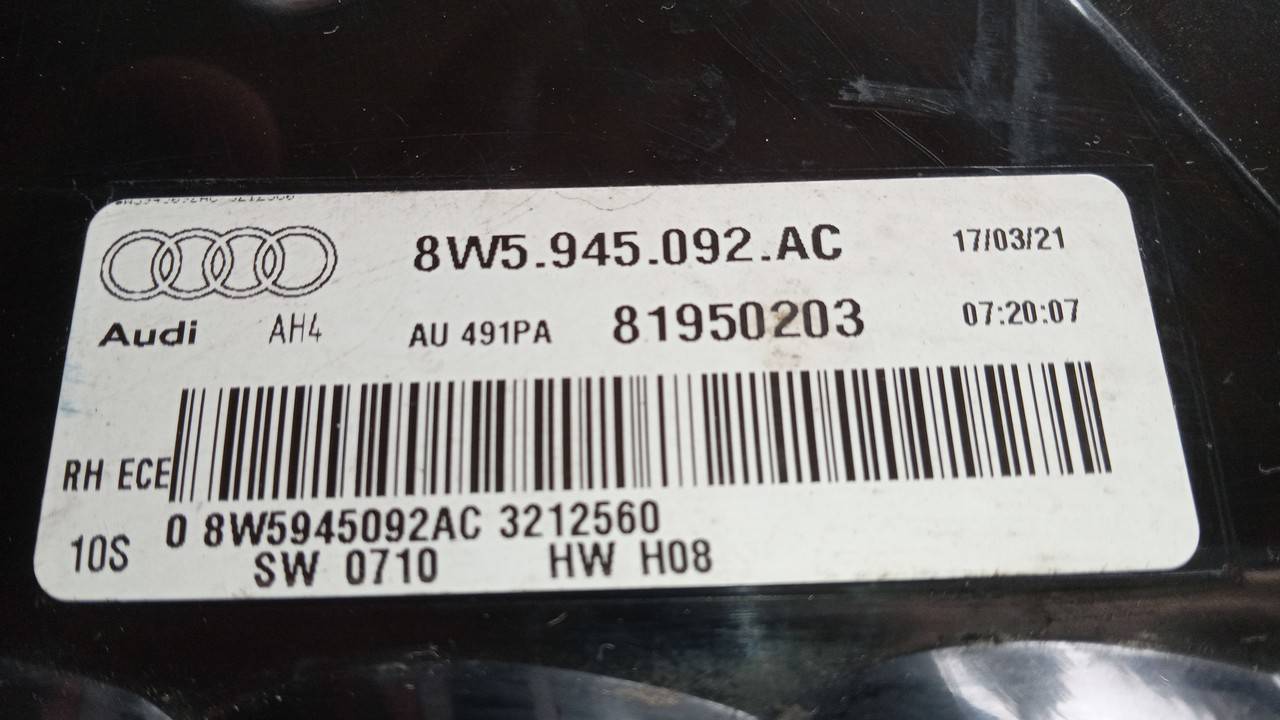 8W5.945.092.AC 17/03/21
Audi AH4 AU 491PA 81950203 07:20:07
RH ECE
0 8W5945092AC 3212560
10S SW 0710 HW H08